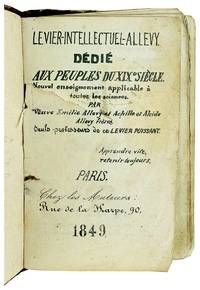 LEVIER-INTELLECTUEL-ALLEVY.
DÉDIÉ
AUX PEUPLES DU XIXᵉ SIÈCLE.
Nouvel enseignement applicable à
toutes les sciences.
PAR
Veuve Emilie Allevy et Achille et Alcide
Allevy Frères.
Seuls professeurs de ce LEVIER PUISSANT.
Apprendre vite,
retenir toujours.
PARIS.
Chez les Auteurs:
Rue de la Harpe, 90.
1849